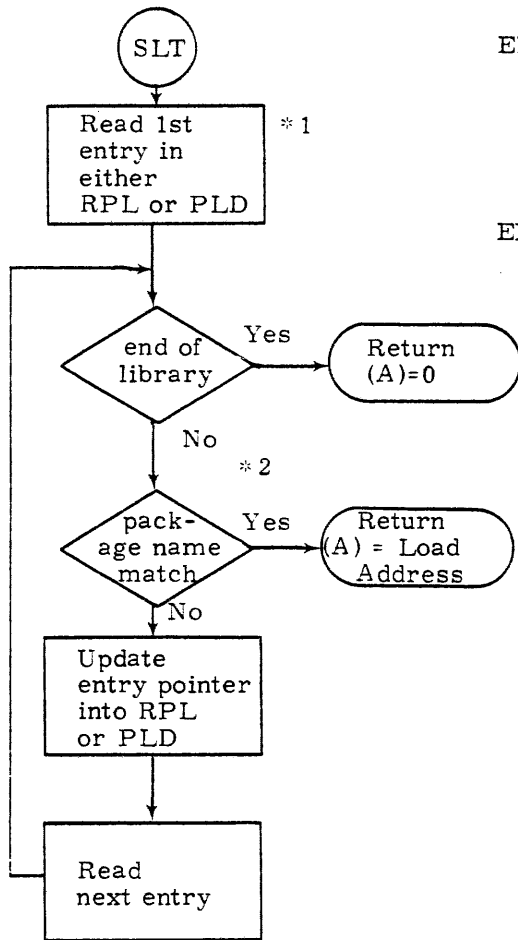 SLT
Read 1st
entry in
either
RPL or PLD
*1
end of
library
Yes
Return
(A)=0
No
*2
pack-
age name
match
Yes
Return
(A) = Load
Address
No
Update
entry pointer
into RPL
or PLD
Read
next entry